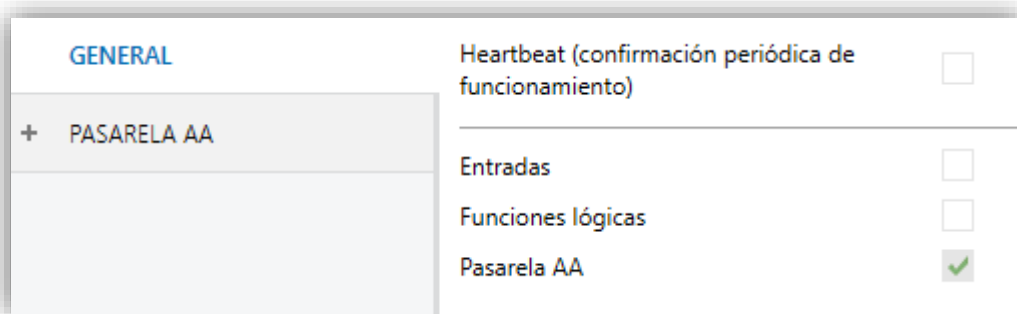 GENERAL
+ PASARELA AA
Heartbeat (confirmación periódica de
funcionamiento)
Entradas
Funciones lógicas
Pasarela AA